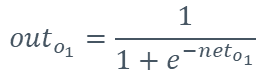 out_{o_1} = \frac{1}{1 + e^{-net_{o_1}}}